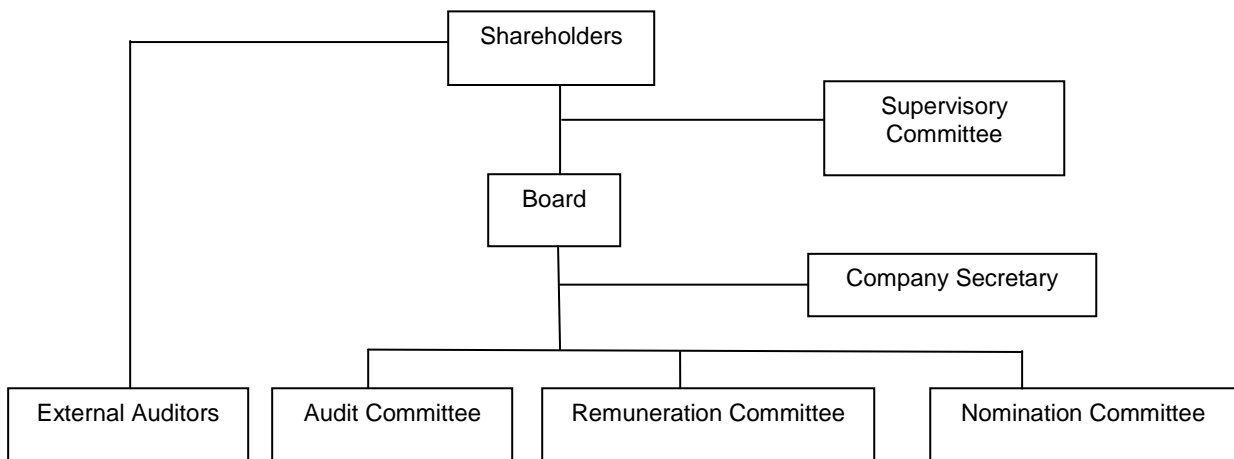 Shareholders
Supervisory
Committee
Board
Company Secretary
External Auditors
Audit Committee
Remuneration Committee
Nomination Committee